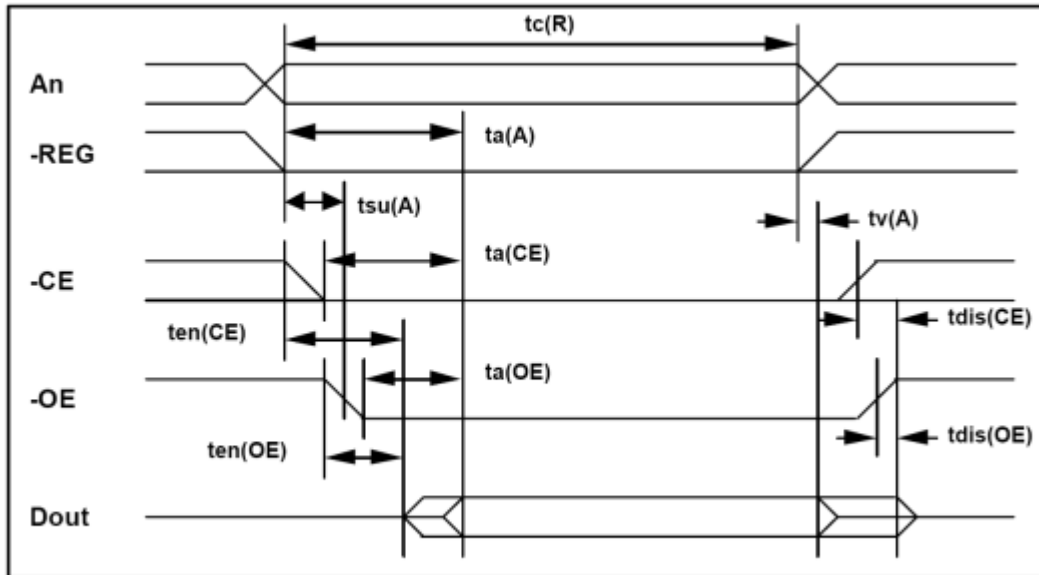 tc(R)
An
ta(A)
-REG
tsu(A)
tv(A)
ta(CE)
-CE
tdis(CE)
ten(CE)
ta(OE)
-OE
tdis(OE)
ten(OE)
Dout